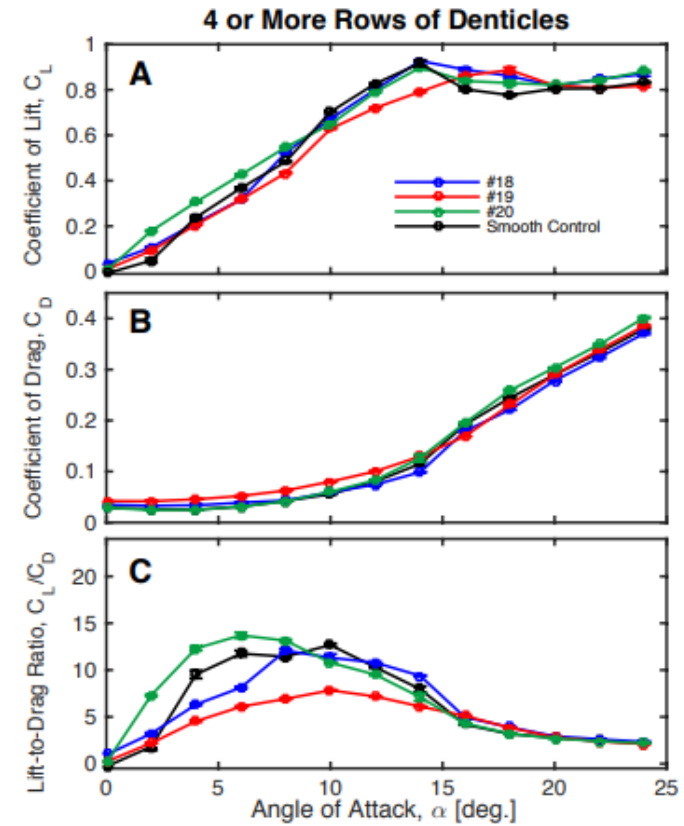 4 or More Rows of Denticles
A
Coefficient of Lift, C_L
1
0.8
0.6
0.4
0.2
0
#18
#19
#20
Smooth Control
B
Coefficient of Drag, C_D
0.4
0.3
0.2
0.1
0
C
Lift-to-Drag Ratio, C_L/C_D
20
15
10
5
0
0 5 10 15 20 25
Angle of Attack, α [deg.]